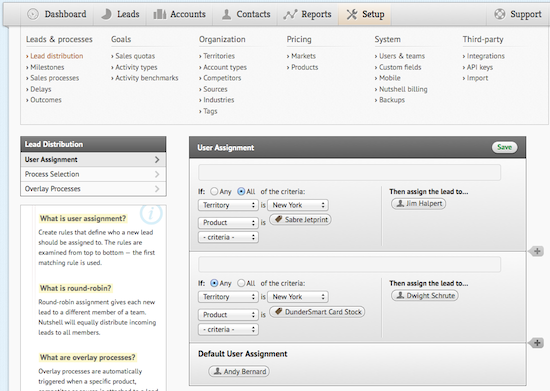 Dashboard Leads Accounts Contacts Reports Setup Support
Leads & processes
› Lead distribution
› Milestones
› Sales processes
› Delays
› Outcomes
Goals
› Sales quotas
› Activity types
› Activity benchmarks
Organization
› Territories
› Account types
› Competitors
› Sources
› Industries
› Tags
Pricing
› Markets
› Products
System
› Users & teams
› Custom fields
› Mobile
› Nutshell billing
› Backups
Third-party
› Integrations
› API keys
› Import
Lead Distribution
User Assignment
Process Selection
Overlay Processes
What is user assignment?
Create rules that define who a new lead
should be assigned to. The rules are
examined from top to bottom — the first
matching rule is used.
What is round-robin?
Round-robin assignment gives each new
lead to a different member of a team.
Nutshell will equally distribute incoming
leads to all members.
What are overlay processes?
Overlay processes are automatically
triggered when a specific product,
User Assignment Save
If: Any All of the criteria:
Territory is New York
Product is Sabre Jetprint
- criteria -
Then assign the lead to...
Jim Halpert
If: Any All of the criteria:
Territory is New York
Product is DunderSmart Card Stock
- criteria -
Then assign the lead to...
Dwight Schrute
Default User Assignment
Andy Bernard